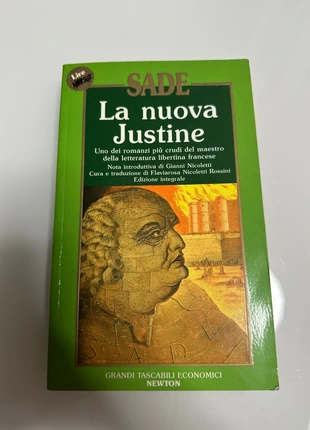 Lire
SADE
La nuova
Justine
Uno dei romanzi più crudi del maestro
della letteratura libertina francese
Nota introduttiva di Gianni Nicoletti
Cura e traduzione di Flaviarosa Nicoletti Rossini
Edizione integrale
SADE
GRANDI TASCABILI ECONOMICI
NEWTON